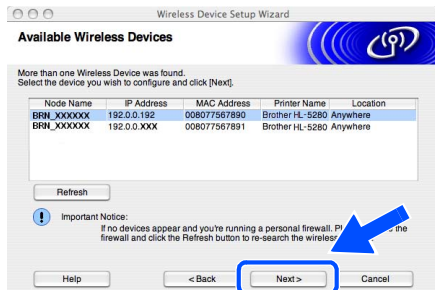 Wireless Device Setup Wizard
Available Wireless Devices
More than one Wireless Device was found.
Select the device you wish to configure and click [Next].
Node Name IP Address MAC Address Printer Name Location
BRN_XXXXXX 192.0.0.192 008077567890 Brother HL-5280 Anywhere
BRN_XXXXXX 192.0.0.XXX 008077567891 Brother HL-5280 Anywhere
Refresh
Important Notice:
If no devices appear and you're running a personal firewall. the
firewall and click the Refresh button to re-search the wireless
Help < Back Next > Cancel